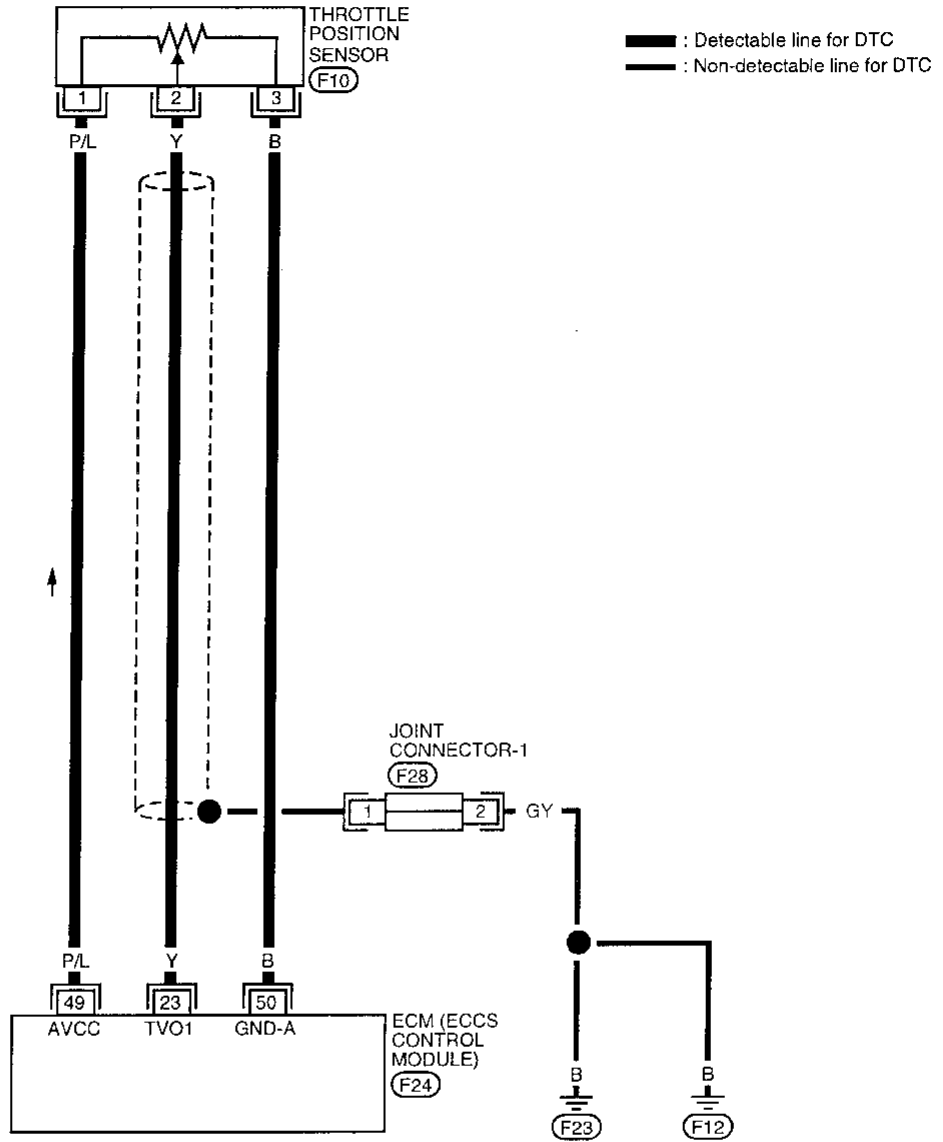 THROTTLE
POSITION
SENSOR
F10
: Detectable line for DTC
: Non-detectable line for DTC
1 2 3
P/L Y B
JOINT
CONNECTOR-1
F28
1 2 GY
P/L Y B
49 23 50
AVCC TVO1 GND-A
ECM (ECCS
CONTROL
MODULE)
F24
B B
F23 F12